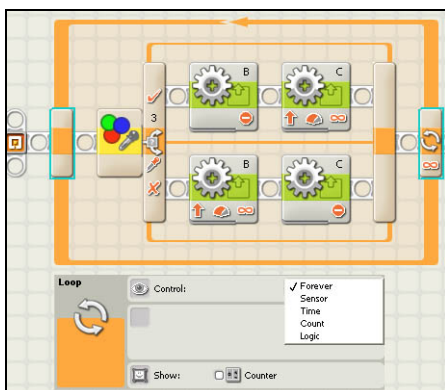 B
C
3
B
C
Loop
Control:
✓ Forever
Sensor
Time
Count
Logic
Show:
Counter